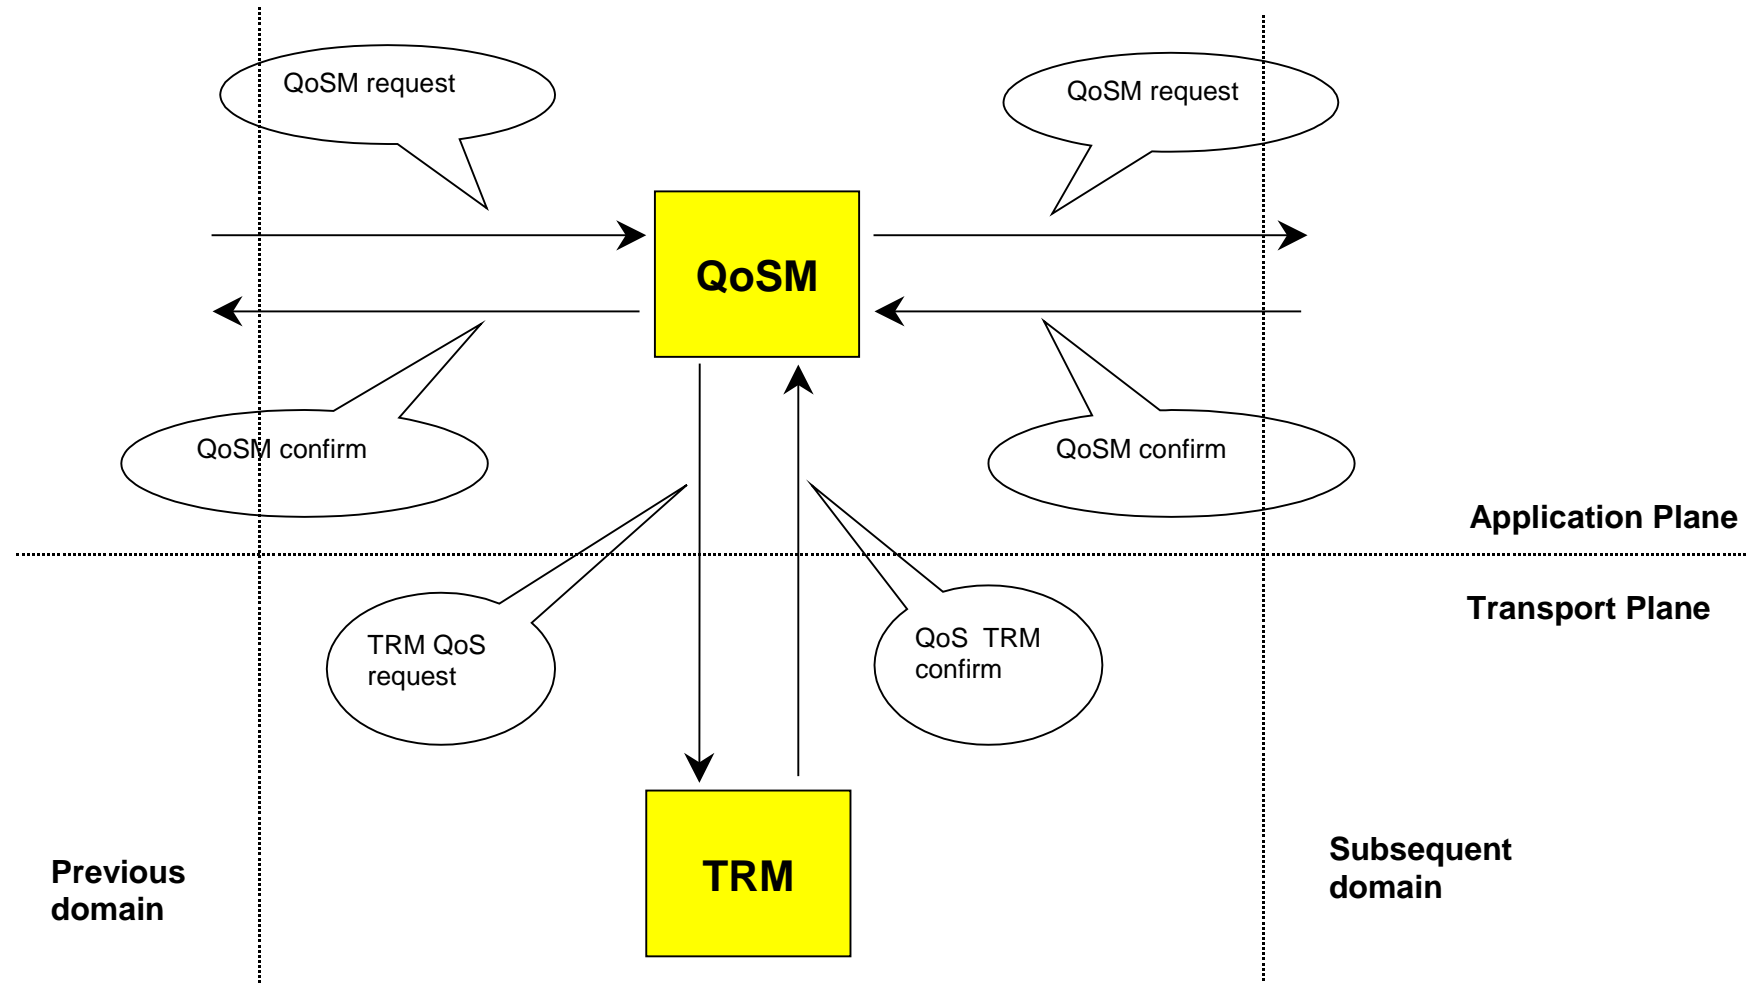 QoSM request
QoSM request
QoSM
QoSM confirm
QoSM confirm
Application Plane
Transport Plane
TRM QoS
request
QoS  TRM
confirm
TRM
Previous
domain
Subsequent
domain